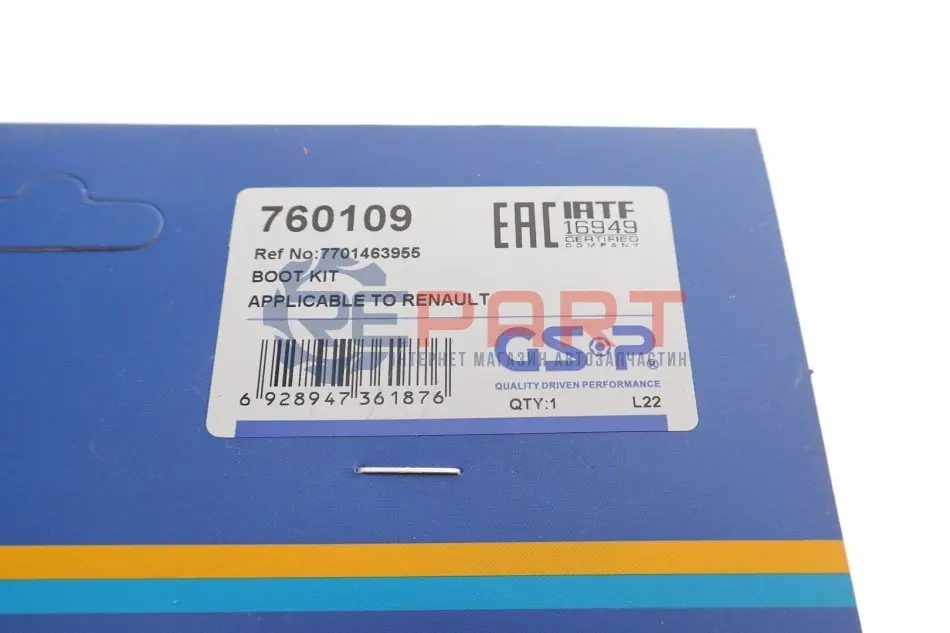 760109
EAC
IATF
16949
CERTIFIED
COMPANY
Ref No:7701463955
BOOT KIT
APPLICABLE TO RENAULT
REPART
ІНТЕРНЕТ МАГАЗИН АВТОЗАПЧАСТИН
GSP®
QUALITY DRIVEN PERFORMANCE
6 928947 361876
QTY:1 L22